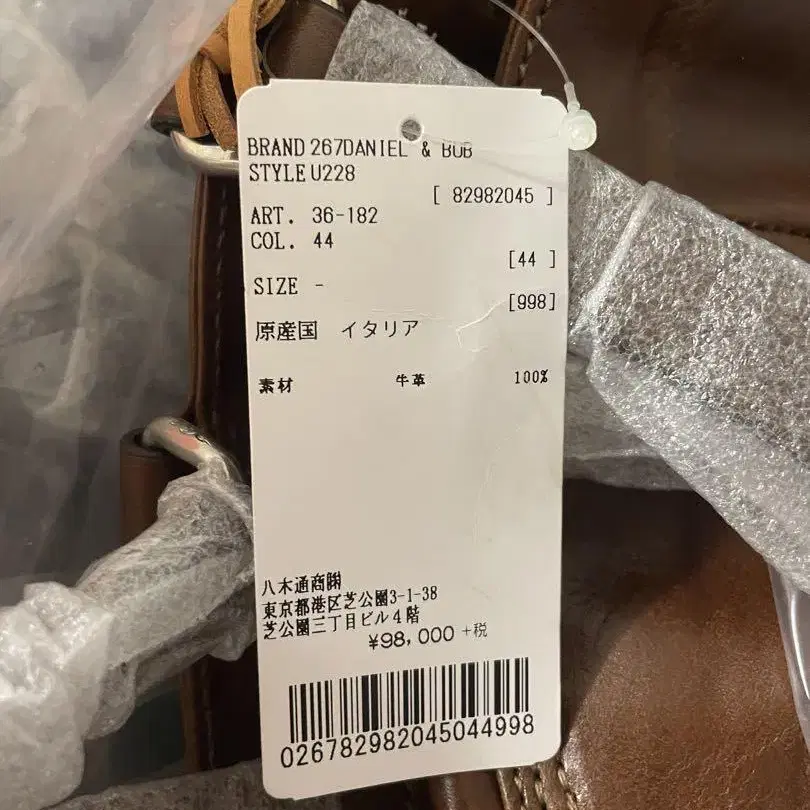 BRAND 267DANIEL & BOB
STYLE U228
[ 82982045 ]
ART. 36-182
COL. 44
[44 ]
SIZE -
[998]
原産国 イタリア
素材 牛革 100%
八木通商㈱
東京都港区芝公園3-1-38
芝公園三丁目ビル4階
¥98,000 +税
026782982045044998